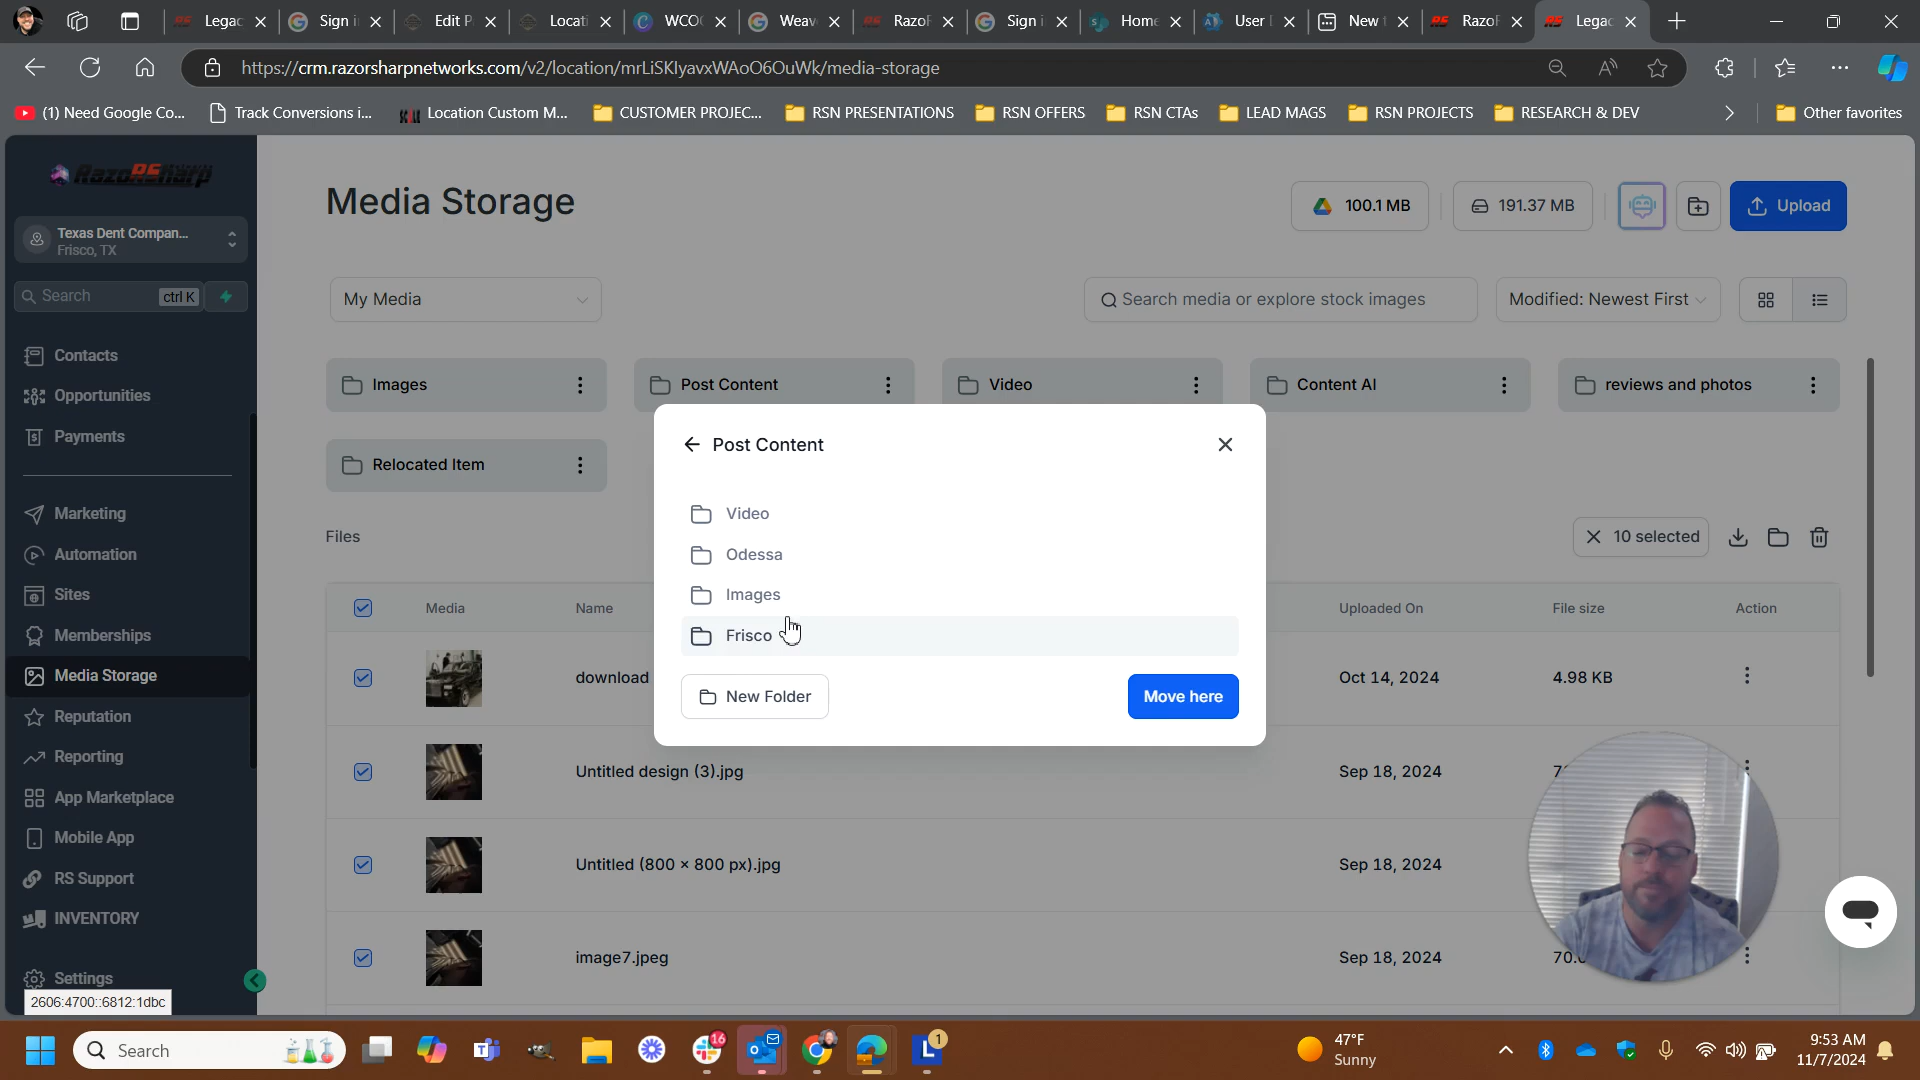 Legac
Sign i
Edit P
Locati
WCO
Weav
Razo
Sign i
Home
User
New t
Razo
Legac
https://crm.razorsharpnetworks.com/v2/location/mrLiSKlyavxWAoO6OuWk/media-storage
(1) Need Google Co...
Track Conversions i...
Location Custom M...
CUSTOMER PROJEC...
RSN PRESENTATIONS
RSN OFFERS
RSN CTAs
LEAD MAGS
RSN PROJECTS
RESEARCH & DEV
Other favorites
RazoRSharp
Texas Dent Compan...
Frisco, TX
Search
ctrl K
Contacts
Opportunities
Payments
Marketing
Automation
Sites
Memberships
Media Storage
Reputation
Reporting
App Marketplace
Mobile App
RS Support
INVENTORY
Settings
2606:4700::6812:1dbc
Media Storage
100.1 MB
191.37 MB
Upload
My Media
Search media or explore stock images
Modified: Newest First
Images
Post Content
Video
Content AI
reviews and photos
Relocated Item
Files
10 selected
Media
Name
Uploaded On
File size
Action
download
Oct 14, 2024
4.98 KB
Untitled design (3).jpg
Sep 18, 2024
Untitled (800 × 800 px).jpg
Sep 18, 2024
image7.jpeg
Sep 18, 2024
70.
Post Content
Video
Odessa
Images
Frisco
New Folder
Move here
Search
16
1
47°F
Sunny
9:53 AM
11/7/2024